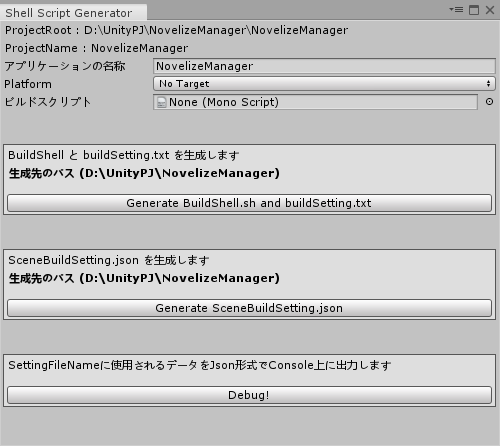 Shell Script Generator
ProjectRoot : D:\UnityPJ\NovelizeManager\NovelizeManager
ProjectName : NovelizeManager
アプリケーションの名称 NovelizeManager
Platform No Target
ビルドスクリプト None (Mono Script)
BuildShell と buildSetting.txt を生成します
生成先のパス (D:\UnityPJ\NovelizeManager)
Generate BuildShell.sh and buildSetting.txt
SceneBuildSetting.json を生成します
生成先のパス (D:\UnityPJ\NovelizeManager)
Generate SceneBuildSetting.json
SettingFileNameに使用されるデータをJson形式でConsole上に出力します
Debug!